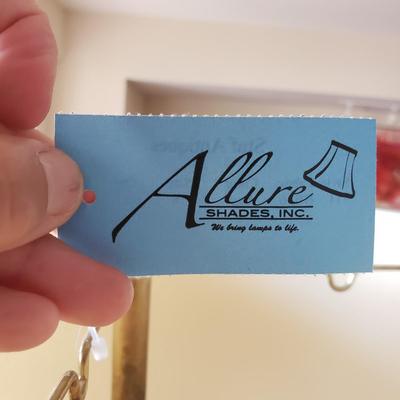 Allure
SHADES, INC.
We bring lamps to life.